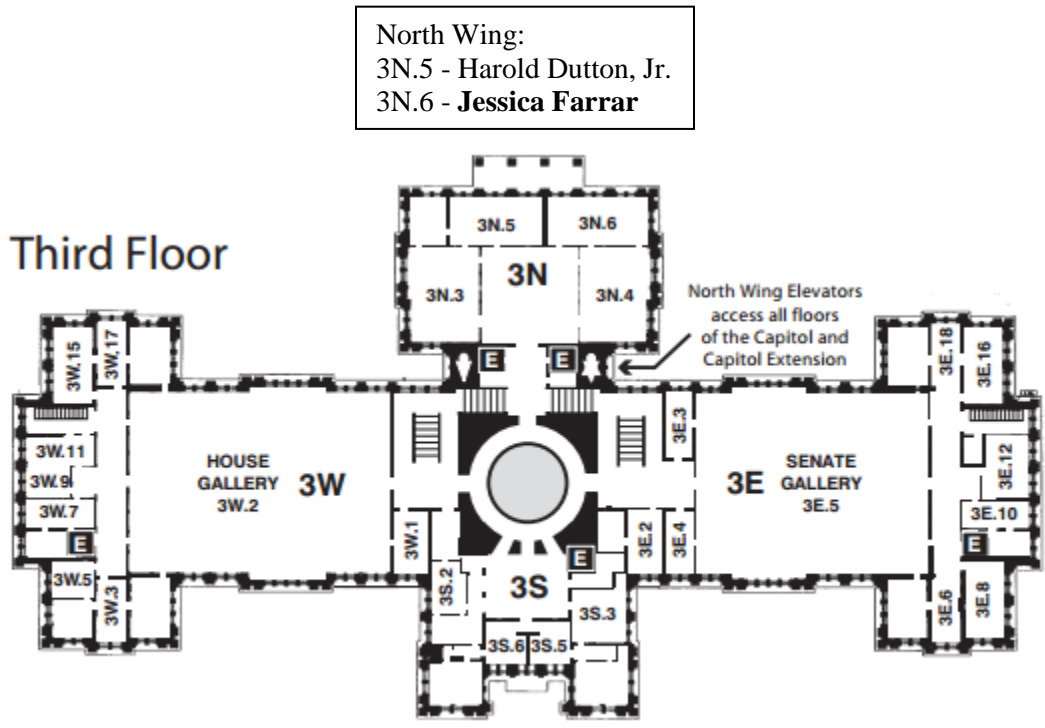 North Wing:
3N.5 - Harold Dutton, Jr.
3N.6 - Jessica Farrar
Third Floor
3N.5
3N.6
3N
3N.3
3N.4
North Wing Elevators
access all floors
of the Capitol and
Capitol Extension
E
E
3W.15
3W.17
3E.18
3E.16
3E.3
3W.11
3W.9
3W.7
E
HOUSE
GALLERY
3W.2
3W
3E
SENATE
GALLERY
3E.5
3E.12
3E.10
E
3W.1
3E.2
3E.4
E
3W.5
3W.3
3S.2
3S
3S.3
3S.6
3S.5
3E.6
3E.8